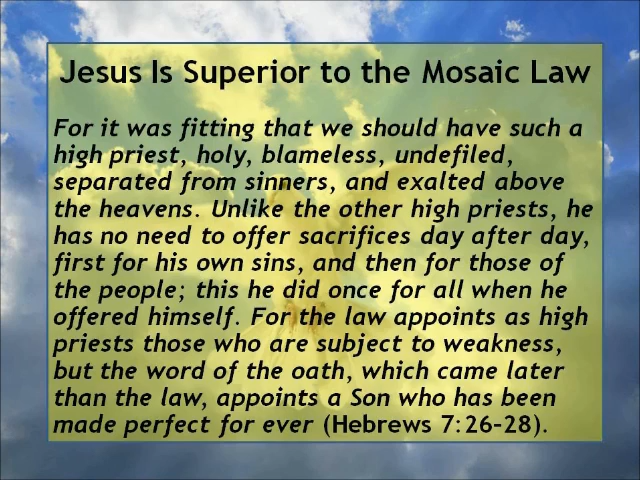 Jesus Is Superior to the Mosaic Law
For it was fitting that we should have such a
high priest, holy, blameless, undefiled,
separated from sinners, and exalted above
the heavens. Unlike the other high priests, he
has no need to offer sacrifices day after day,
first for his own sins, and then for those of
the people; this he did once for all when he
offered himself. For the law appoints as high
priests those who are subject to weakness,
but the word of the oath, which came later
than the law, appoints a Son who has been
made perfect for ever (Hebrews 7:26-28).